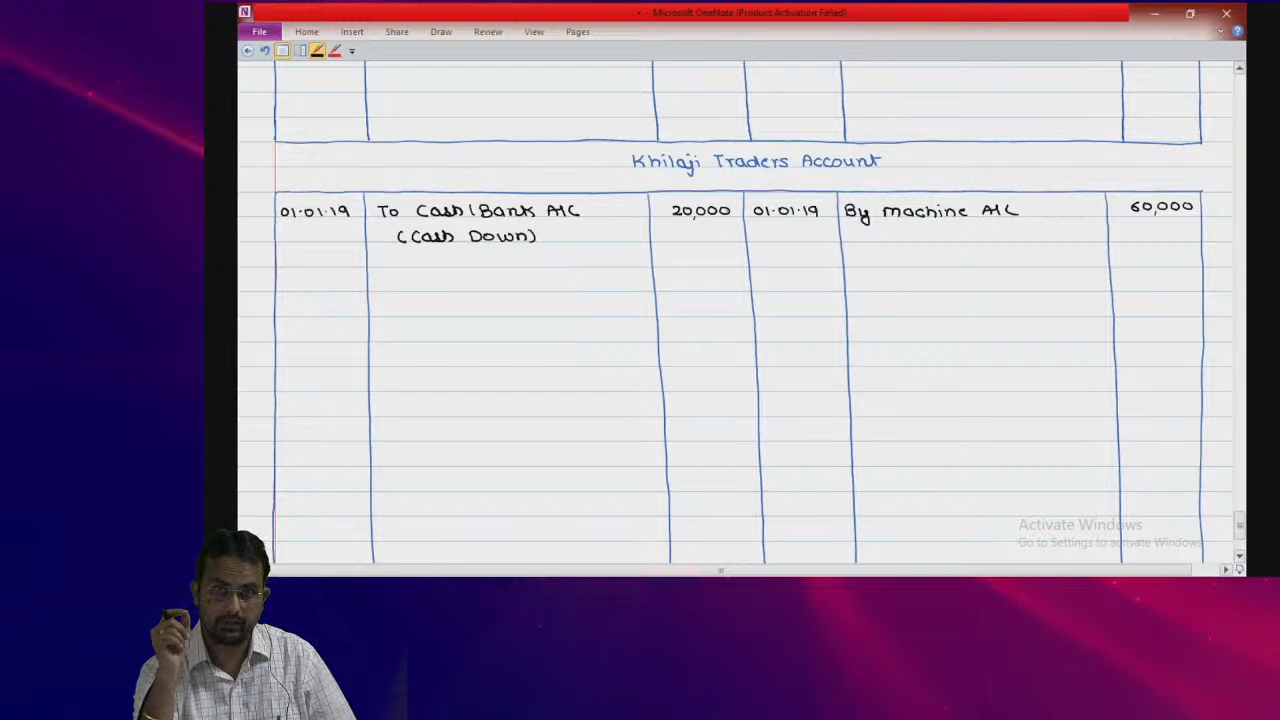 Microsoft OneNote (Product Activation Failed)
File Home Insert Share Draw Review View Pages
Khilaji Traders Account
01.01.19 To Cash/Bank A/C 20,000 01.01.19 By machine A/C 60,000
(Cash Down)
Activate Windows
Go to Settings to activate Windows.